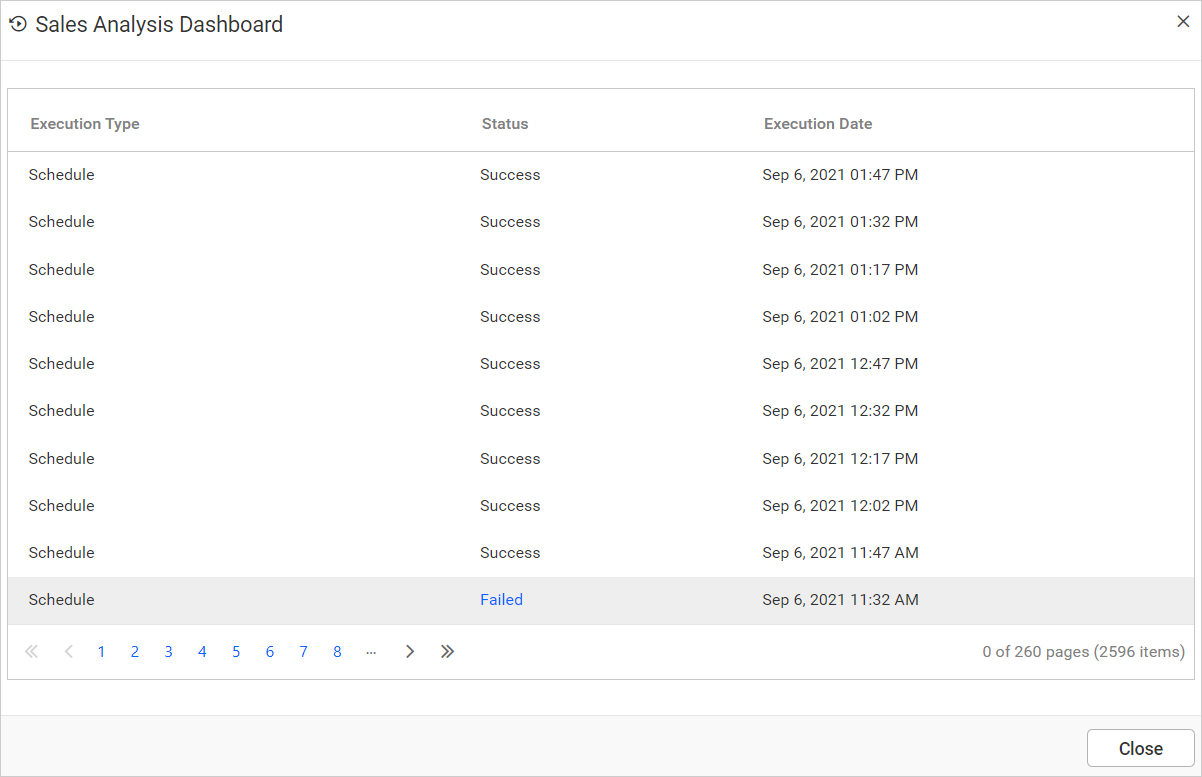 Sales Analysis Dashboard
Execution Type Status Execution Date
Schedule Success Sep 6, 2021 01:47 PM
Schedule Success Sep 6, 2021 01:32 PM
Schedule Success Sep 6, 2021 01:17 PM
Schedule Success Sep 6, 2021 01:02 PM
Schedule Success Sep 6, 2021 12:47 PM
Schedule Success Sep 6, 2021 12:32 PM
Schedule Success Sep 6, 2021 12:17 PM
Schedule Success Sep 6, 2021 12:02 PM
Schedule Success Sep 6, 2021 11:47 AM
Schedule Failed Sep 6, 2021 11:32 AM
1 2 3 4 5 6 7 8 ... 0 of 260 pages (2596 items)
Close